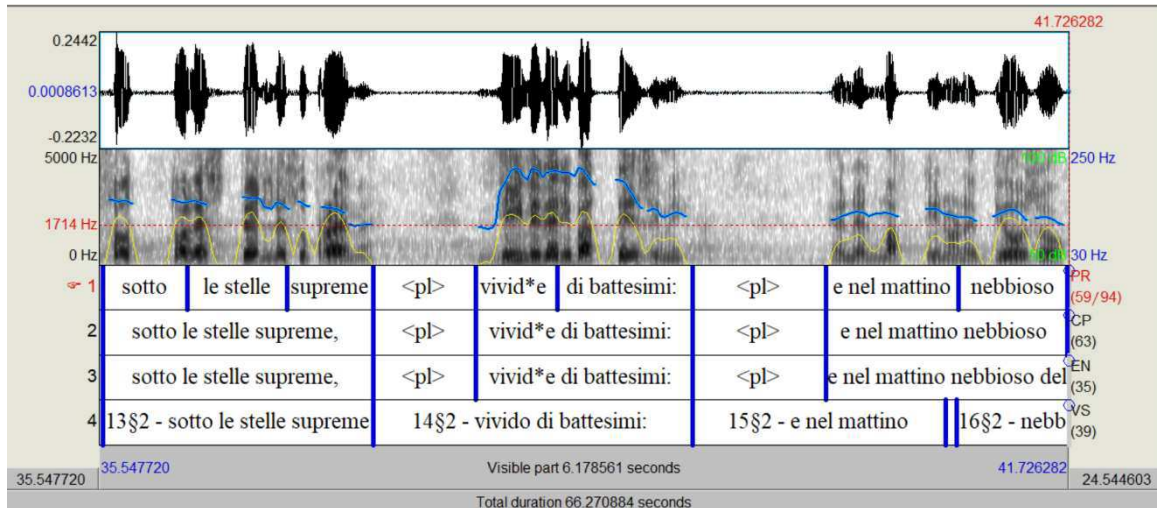 41.726282
0.2442
0.0008613
-0.2232
5000 Hz 100 dB 250 Hz
1714 Hz
0 Hz 50 dB 30 Hz
☞ 1 sotto le stelle supreme <pl> vivid*e di battesimi: <pl> e nel mattino nebbioso PR (59/94)
2 sotto le stelle supreme, <pl> vivid*e di battesimi: <pl> e nel mattino nebbioso CP (63)
3 sotto le stelle supreme, <pl> vivid*e di battesimi: <pl> e nel mattino nebbioso del EN (35)
4 13§2 - sotto le stelle supreme 14§2 - vivido di battesimi: 15§2 - e nel mattino 16§2 - nebb VS (39)
35.547720 Visible part 6.178561 seconds 41.726282
35.547720 24.544603
Total duration 66.270884 seconds